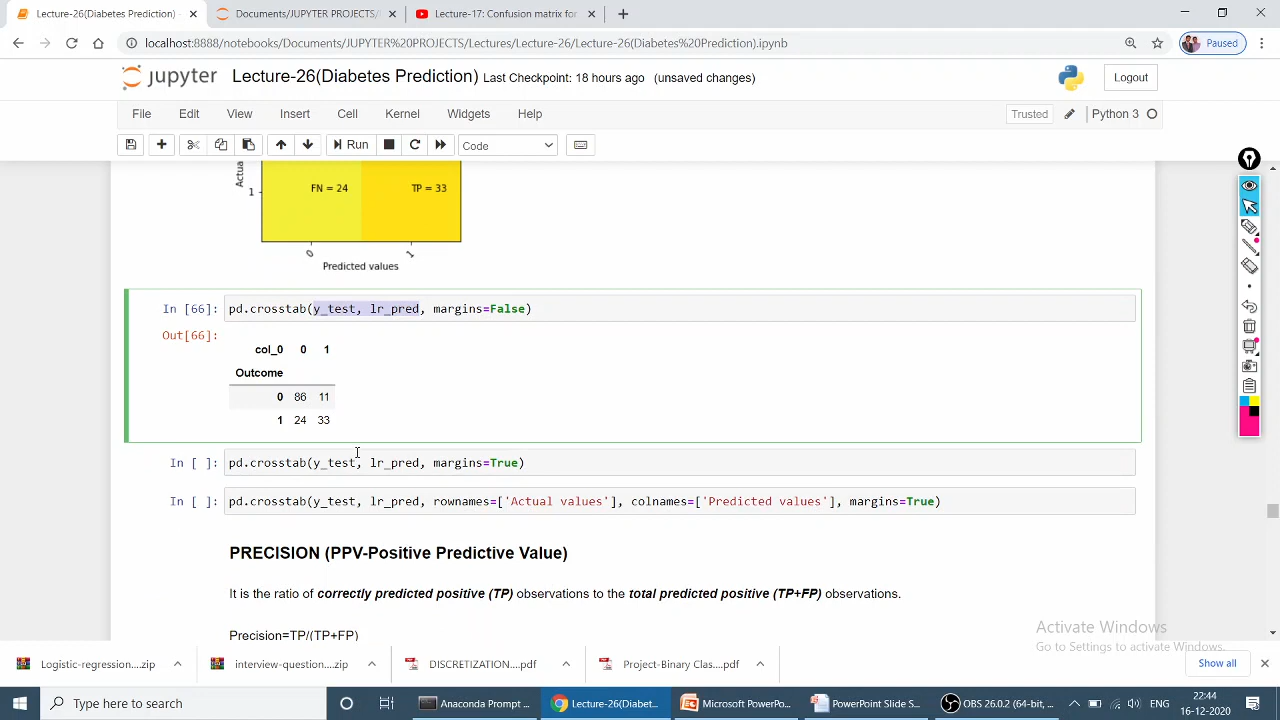 Lecture-26(Diabetes Prediction)
Documents/JUPYTER PROJECTS/
Lecture-17: Confusion matrix for
localhost:8888/notebooks/Documents/JUPYTER%20PROJECTS/Lectures/Lecture-26/Lecture-26(Diabetes%20Prediction).ipynb
Paused
jupyter Lecture-26(Diabetes Prediction) Last Checkpoint: 18 hours ago (unsaved changes)
Logout
File Edit View Insert Cell Kernel Widgets Help
Trusted Python 3
Run Code
Actua
1
FN = 24 TP = 33
0 1
Predicted values
In [66]: pd.crosstab(y_test, lr_pred, margins=False)
Out[66]:
col_0 0 1
Outcome
0 86 11
1 24 33
In [ ]: pd.crosstab(y_test, lr_pred, margins=True)
In [ ]: pd.crosstab(y_test, lr_pred, rownames=['Actual values'], colnames=['Predicted values'], margins=True)
PRECISION (PPV-Positive Predictive Value)
It is the ratio of correctly predicted positive (TP) observations to the total predicted positive (TP+FP) observations.
Precision=TP/(TP+FP)
Activate Windows
Go to Settings to activate Windows.
Logistic-regression....zip
interview-question....zip
DISCRETIZATION....pdf
Project-Binary Clas....pdf
Show all
Type here to search
Anaconda Prompt ...
Lecture-26(Diabet...
Microsoft PowerPo...
PowerPoint Slide S...
OBS 26.0.2 (64-bit, ...
ENG
22:44
16-12-2020